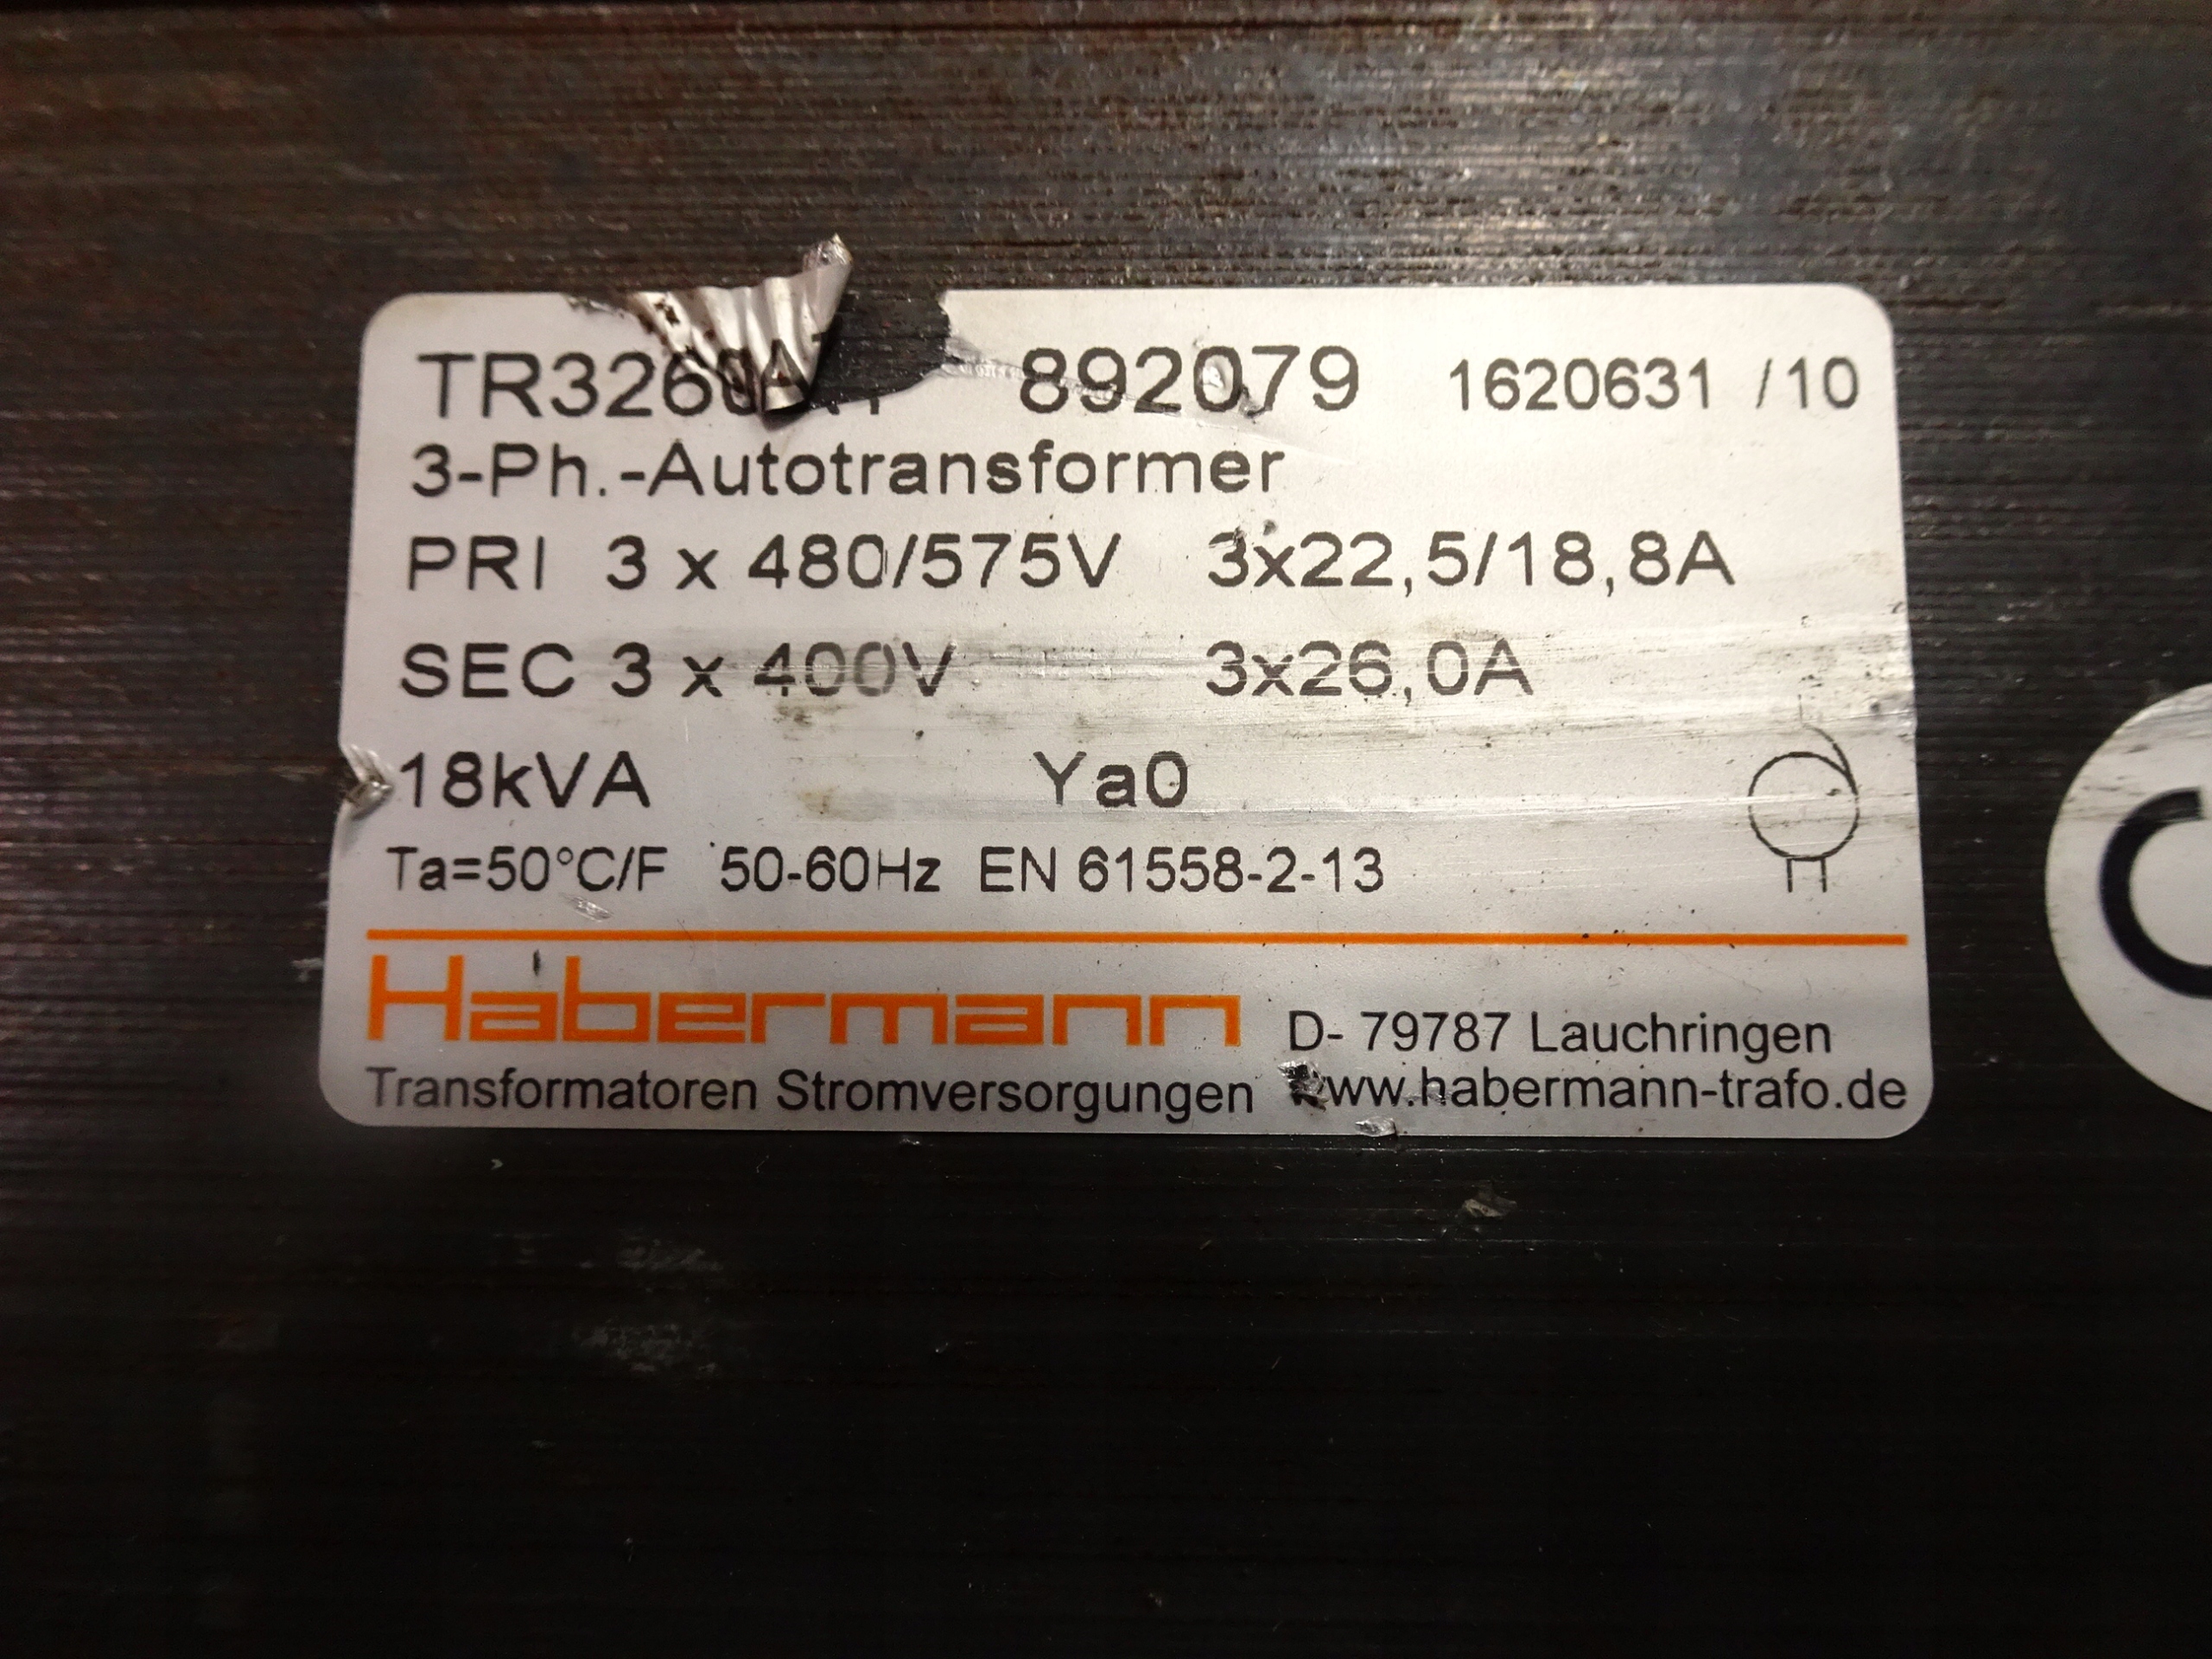 892079 1620631 /10
3-Ph.-Autotransformer
PRI 3 x 480/575V 3x22,5/18,8A
SEC 3 x 400V 3x26,0A
18kVA Ya0
Ta=50°C/F 50-60Hz EN 61558-2-13
Habermann
D- 79787 Lauchringen
Transformatoren Stromversorgungen www.habermann-trafo.de